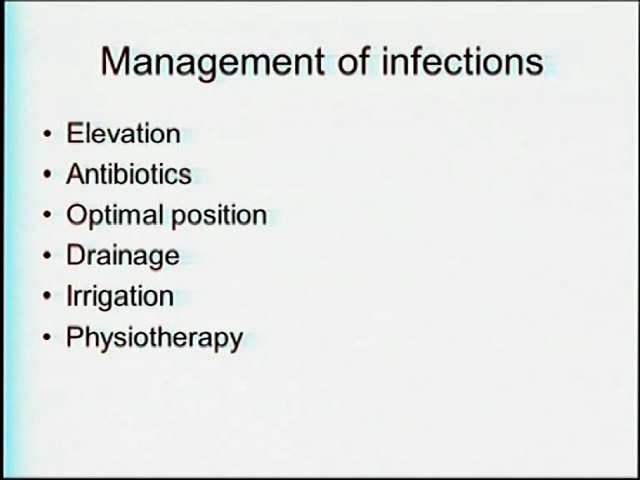 Management of infections
• Elevation
• Antibiotics
• Optimal position
• Drainage
• Irrigation
• Physiotherapy